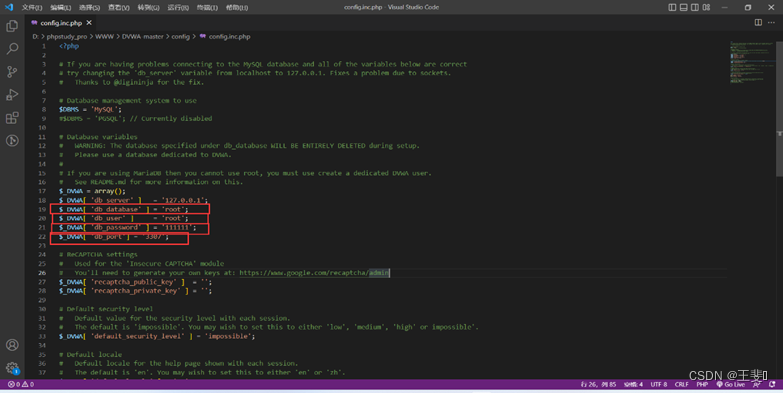 文件(F) 编辑(E) 选择(S) 查看(V) 转到(G) 运行(R) 终端(T) 帮助(H) config.inc.php - Visual Studio Code
config.inc.php
D: > phpstudy_pro > WWW > DVWA-master > config > config.inc.php
1 <?php
2
3 # If you are having problems connecting to the MySQL database and all of the variables below are correct
4 # try changing the 'db_server' variable from localhost to 127.0.0.1. Fixes a problem due to sockets.
5 #   Thanks to @digininja for the fix.
6
7 # Database management system to use
8 $DBMS = 'MySQL';
9 #$DBMS = 'PGSQL'; // Currently disabled
10
11 # Database variables
12 #   WARNING: The database specified under db_database WILL BE ENTIRELY DELETED during setup.
13 #   Please use a database dedicated to DVWA.
14 #
15 # If you are using MariaDB then you cannot use root, you must use create a dedicated DVWA user.
16 #   See README.md for more information on this.
17 $_DVWA = array();
18 $_DVWA[ 'db_server' ]   = '127.0.0.1';
19 $_DVWA[ 'db_database' ] = 'root';
20 $_DVWA[ 'db_user' ]     = 'root';
21 $_DVWA[ 'db_password' ] = '111111';
22 $_DVWA[ 'db_port'] = '3307';
23
24 # ReCAPTCHA settings
25 #   Used for the 'Insecure CAPTCHA' module
26 #   You'll need to generate your own keys at: https://www.google.com/recaptcha/admin
27 $_DVWA[ 'recaptcha_public_key' ]  = '';
28 $_DVWA[ 'recaptcha_private_key' ] = '';
29
30 # Default security level
31 #   Default value for the security level with each session.
32 #   The default is 'impossible'. You may wish to set this to either 'low', 'medium', 'high' or impossible'.
33 $_DVWA[ 'default_security_level' ] = 'impossible';
34
35 # Default locale
36 #   Default locale for the help page shown with each session.
37 #   The default is 'en'. You may wish to set this to either 'en' or 'zh'.
0 0 行 26, 列 85 空格: 4 UTF-8 CRLF PHP Go Live
CSDN @王斐